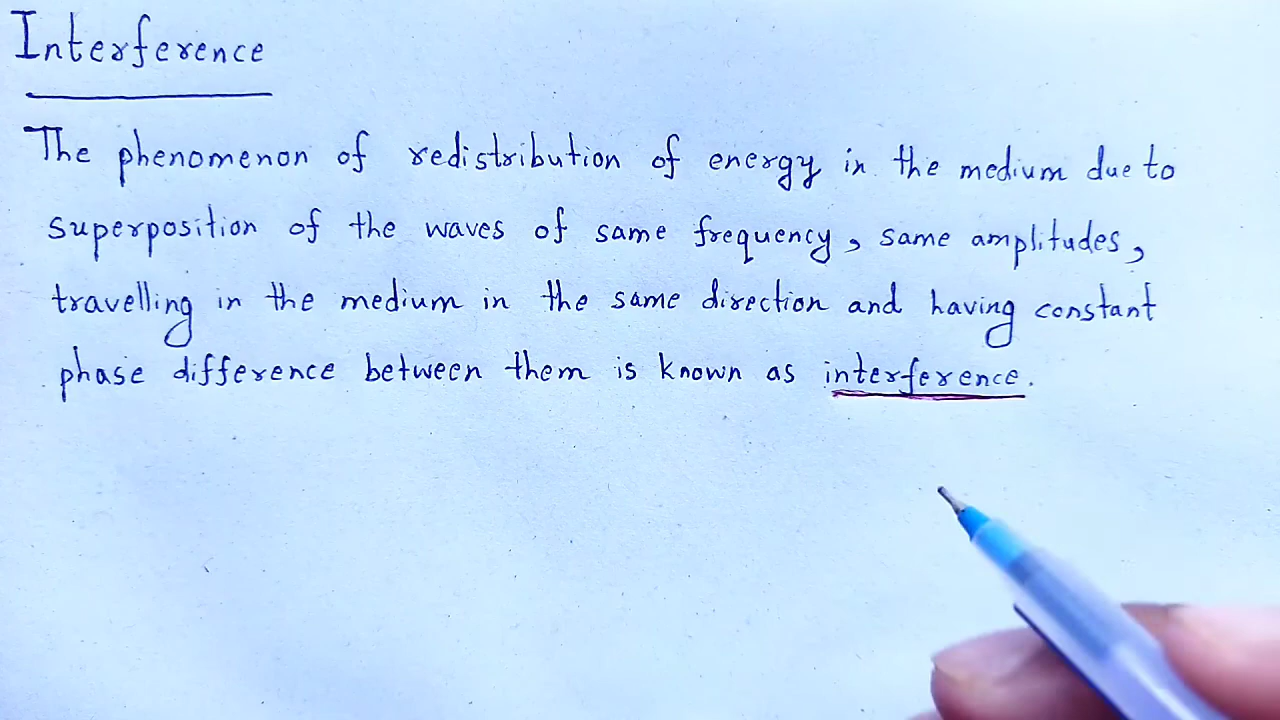 Interference
The phenomenon of redistribution of energy in the medium due to
superposition of the waves of same frequency, same amplitudes,
travelling in the medium in the same direction and having constant
phase difference between them is known as interference.